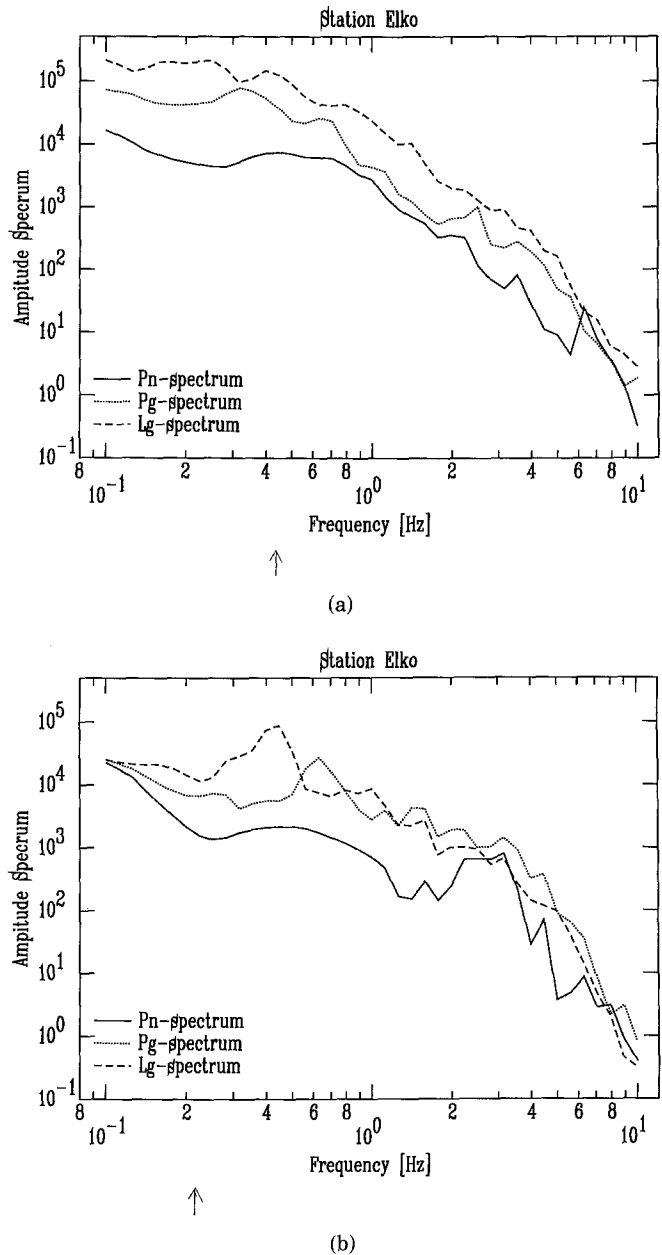 Station Elko
10^5
10^4
10^3
10^2
10^1
10^0
10^-1
Ampitude Specrum
Pn-spectrum
Pg-spectrum
Lg-spectrum
8 2 4 6 8 2 4 6 8
10^-1 10^0 10^1
Frequency [Hz]
(a)
Station Elko
10^5
10^4
10^3
10^2
10^1
10^0
10^-1
Ampitude Specrum
Pn-spectrum
Pg-spectrum
Lg-spectrum
8 2 4 6 8 2 4 6 8
10^-1 10^0 10^1
Frequency [Hz]
(b)